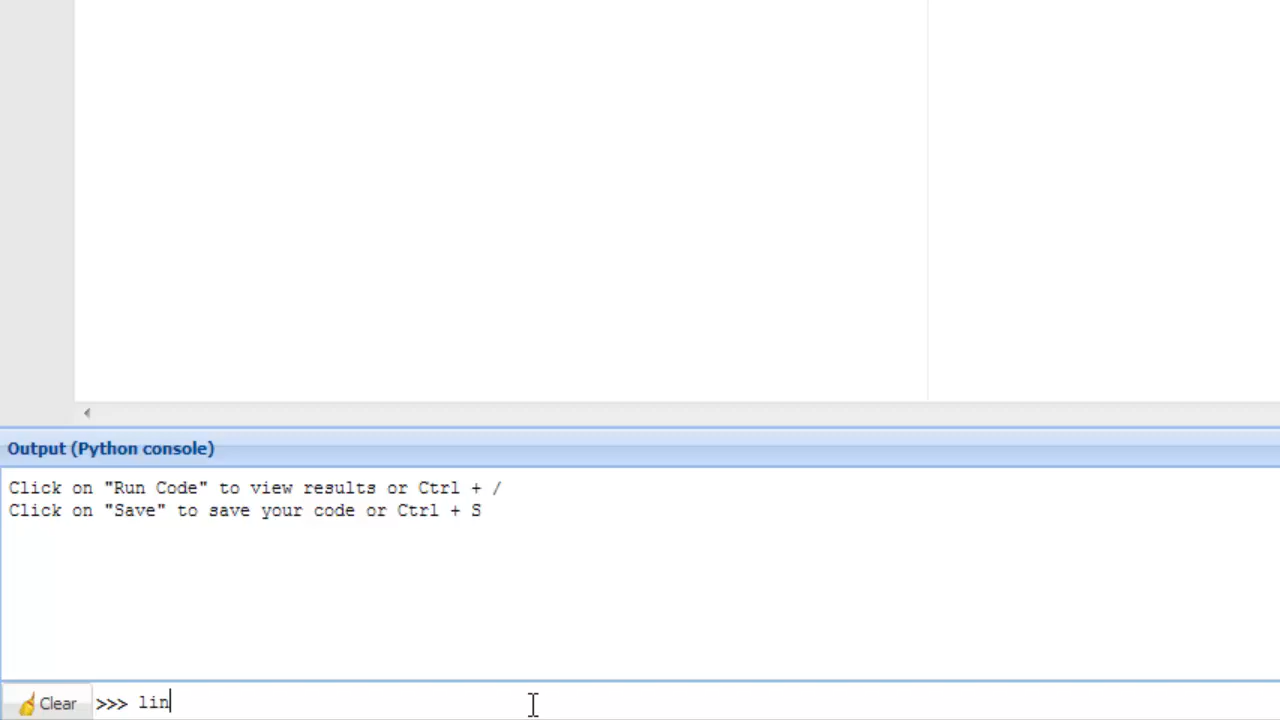 Output (Python console)
Click on "Run Code" to view results or Ctrl + /
Click on "Save" to save your code or Ctrl + S
Clear >>> lin